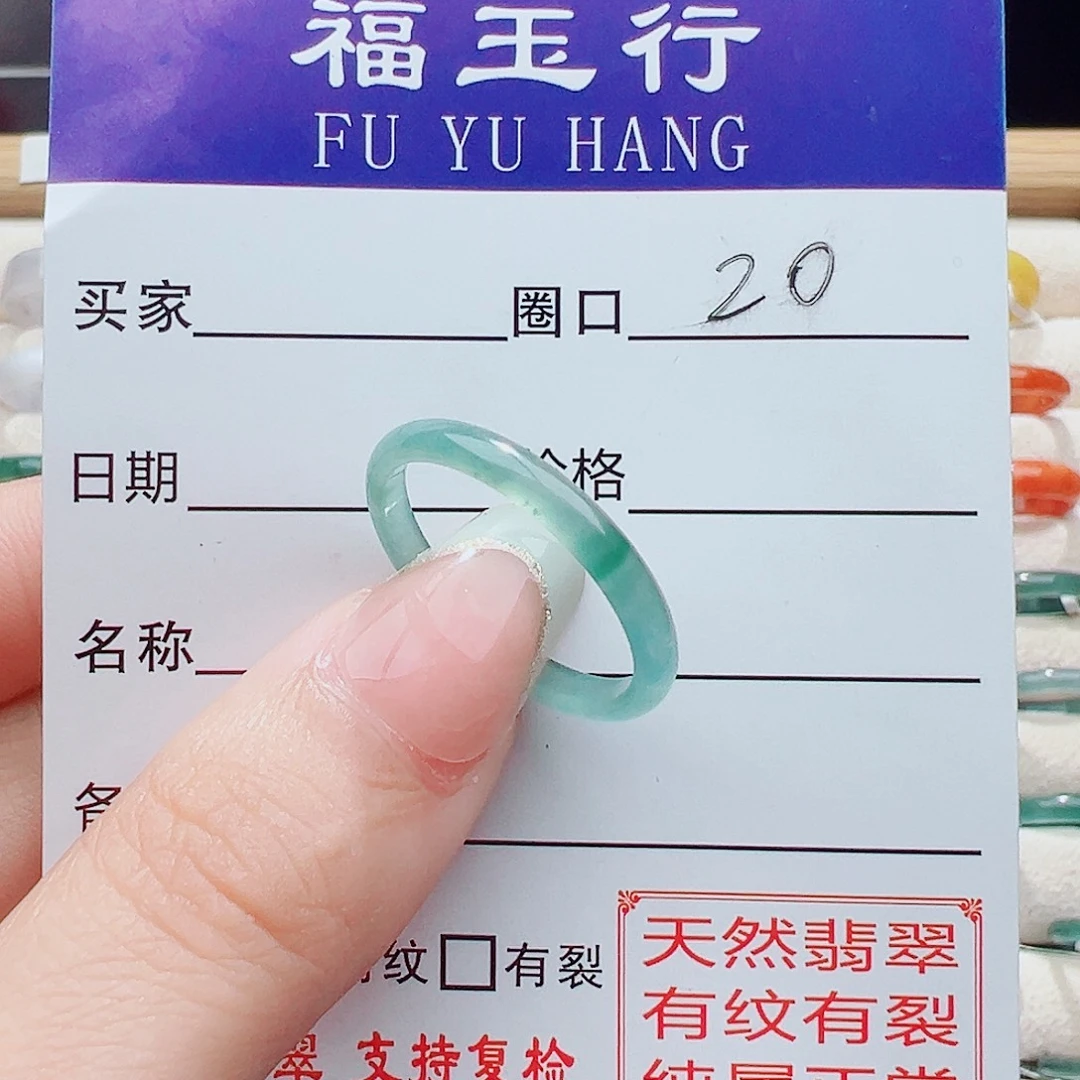 福玉行
FU YU HANG
买家 圈口 20
日期 格
名称
纹 有裂
天然翡翠
有纹有裂
翠 支持复检